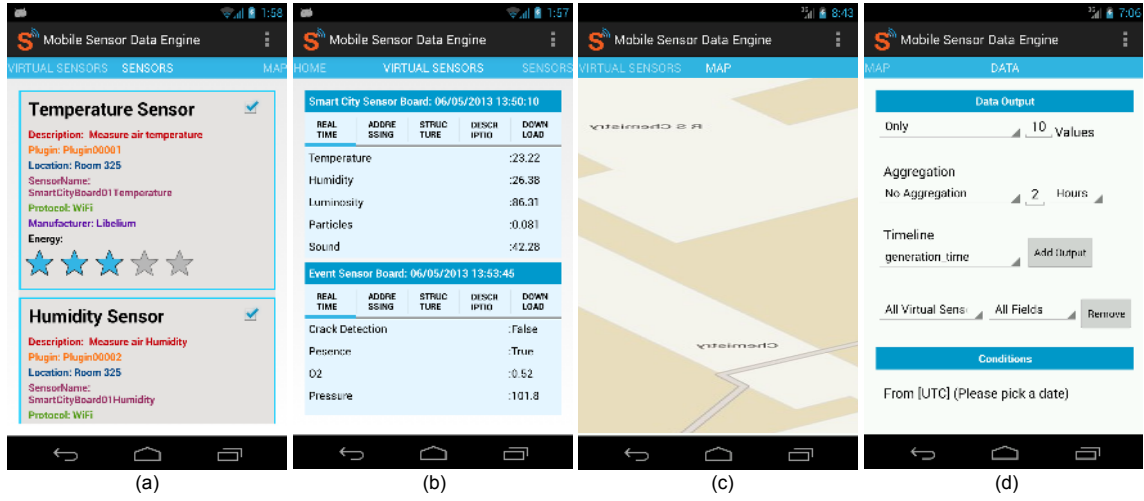 1:58
S Mobile Sensor Data Engine
VIRTUAL SENSORS SENSORS MAP
Temperature Sensor
Description: Measure air temperature
Plugin: Plugin00001
Location: Room 325
SensorName:
SmartCityBoard01Temperature
Protocol: WiFi
Manufacturer: Libelium
Energy:
Humidity Sensor
Description: Measure air Humidity
Plugin: Plugin00002
Location: Room 325
SensorName:
SmartCityBoard01Humidity
Protocol: WiFi
(a)
1:57
S Mobile Sensor Data Engine
HOME VIRTUAL SENSORS SENSORS
Smart City Sensor Board: 06/05/2013 13:50:10
REAL TIME ADDRE SSING STRUC TURE DESCR IPTIO DOWN LOAD
Temperature :23.22
Humidity :26.38
Luminosity :86.31
Particles :0.081
Sound :42.28
Event Sensor Board: 06/05/2013 13:53:45
REAL TIME ADDRE SSING STRUC TURE DESCR IPTIO DOWN LOAD
Crack Detection :False
Pesence :True
O2 :0.52
Pressure :101.8
(b)
3G 8:43
S Mobile Sensor Data Engine
VIRTUAL SENSORS MAP
R S Chemistry
Chemistry
(c)
3G 7:06
S Mobile Sensor Data Engine
MAP DATA
Data Output
Only 10 Values
Aggregation
No Aggregation 2 Hours
Timeline
generation_time Add Output
All Virtual Sens All Fields Remove
Conditions
From [UTC] (Please pick a date)
(d)